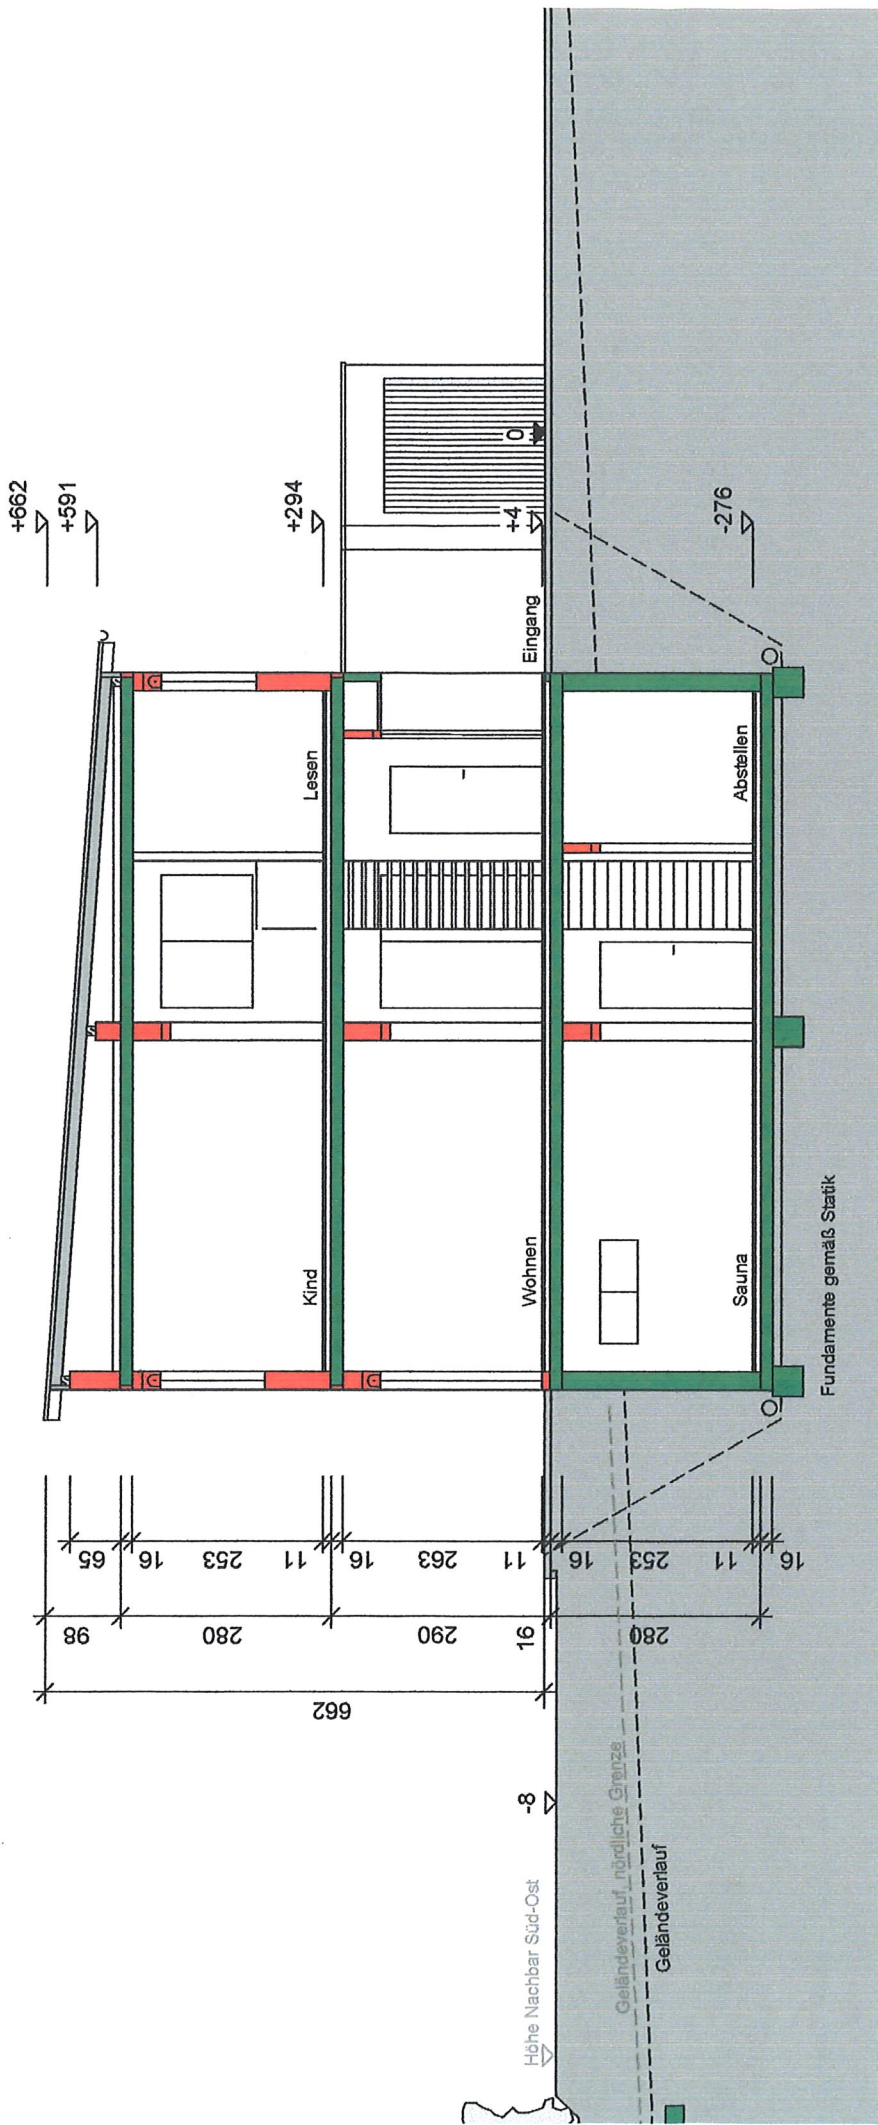 +662
+591
+294
+4
0
-276
Lesen
Eingang
Abstellen
Kind
Wohnen
Sauna
Fundamente gemäß Statik
65
16
253
11
16
263
11
16
253
11
16
98
280
290
16
280
662
-8
Höhe Nachbar Süd-Ost
Geländeverlauf, nördliche Grenze
Geländeverlauf